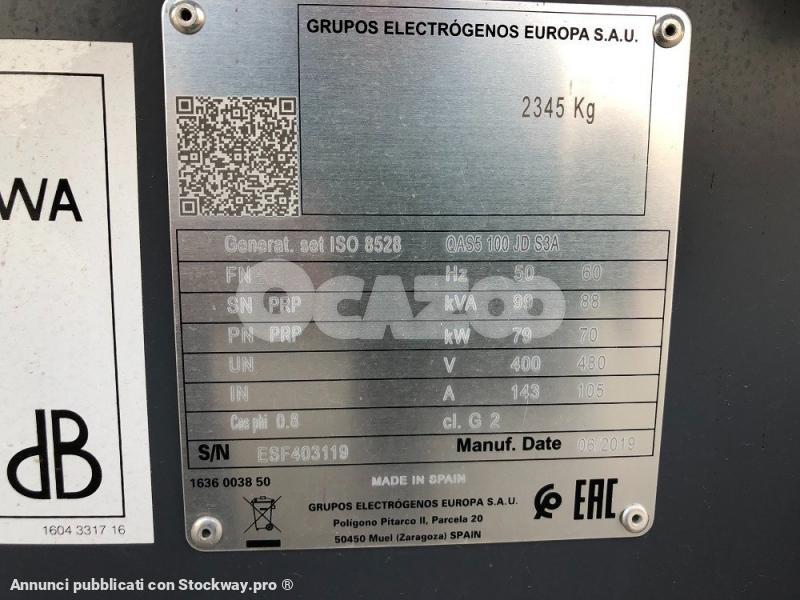 GRUPOS ELECTRÓGENOS EUROPA S.A.U.
2345 Kg
WA
Generat. set ISO 8528 QAS5 100 JD S3A
FN Hz 50 60
SN PRP kVA 99 88
PN PRP kW 79 70
UN V 400 480
IN A 143 105
Cos phi 0.8 cl. G 2
S/N ESF403119 Manuf. Date 06/2019
1636 0038 50 MADE IN SPAIN
GRUPOS ELECTRÓGENOS EUROPA S.A.U.
Polígono Pitarco II, Parcela 20
50450 Muel (Zaragoza) SPAIN
EAC
dB
1604 3317 16
OCAZOO
Annunci pubblicati con Stockway.pro ®